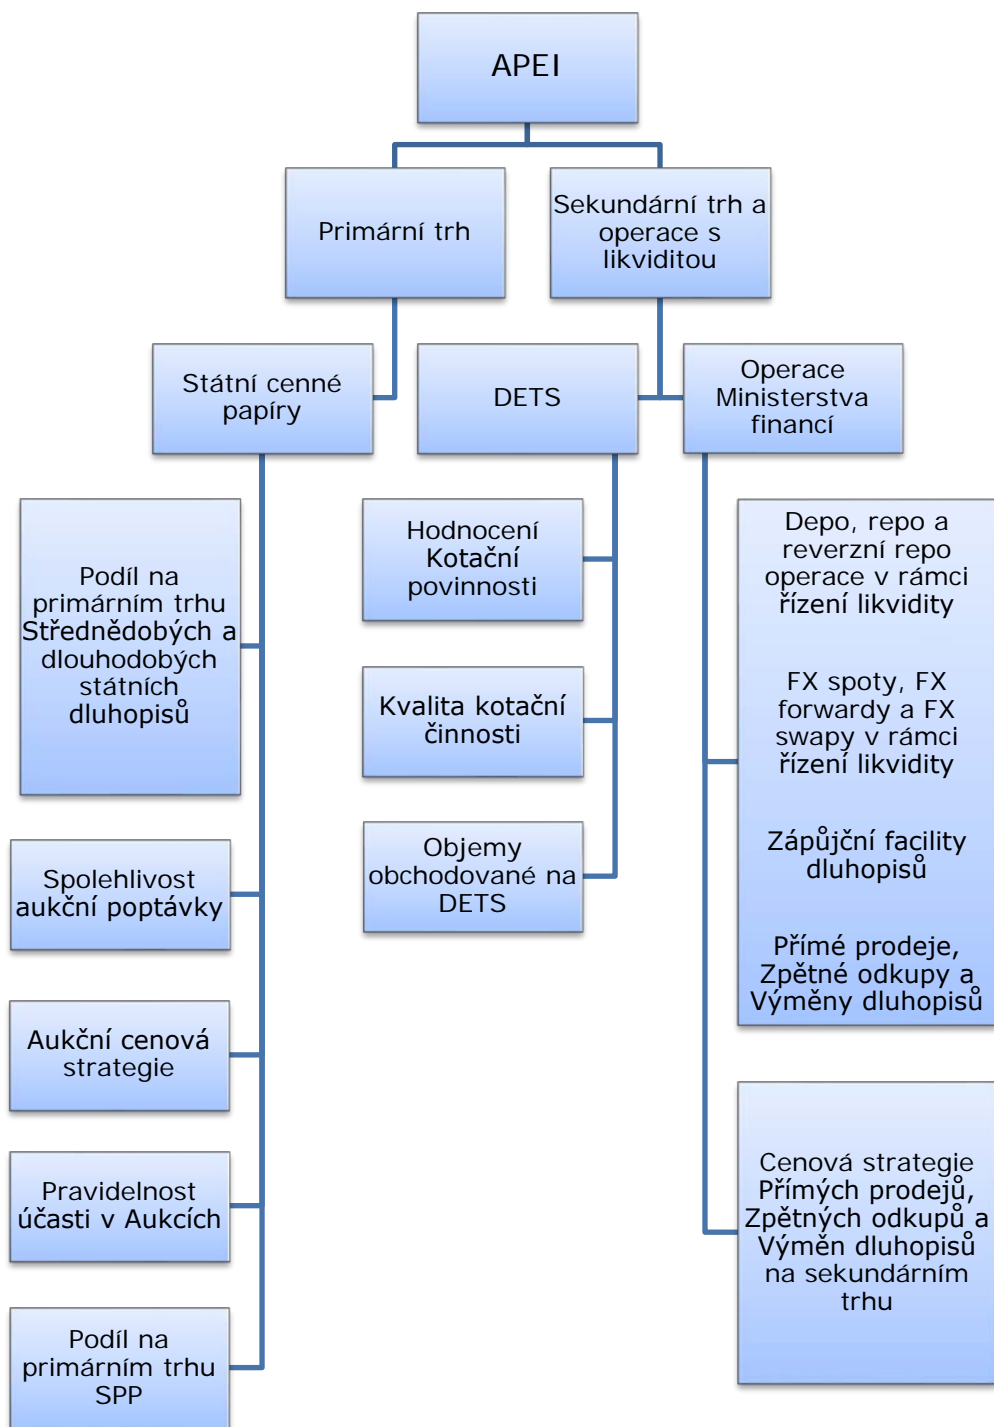 APEI
Primární trh
Sekundární trh a
operace s
likviditou
Státní cenné
papíry
DETS
Operace
Ministerstva
financí
Podíl na
primárním trhu
Střednědobých a
dlouhodobých
státních
dluhopisů
Spolehlivost
aukční poptávky
Aukční cenová
strategie
Pravidelnost
účasti v Aukcích
Podíl na
primárním trhu
SPP
Hodnocení
Kotační
povinnosti
Kvalita kotační
činnosti
Objemy
obchodované na
DETS
Depo, repo a
reverzní repo
operace v rámci
řízení likvidity
FX spoty, FX
forwardy a FX
swapy v rámci
řízení likvidity
Zápůjční facility
dluhopisů
Přímé prodeje,
Zpětné odkupy a
Výměny dluhopisů
Cenová strategie
Přímých prodejů,
Zpětných odkupů a
Výměn dluhopisů
na sekundárním
trhu